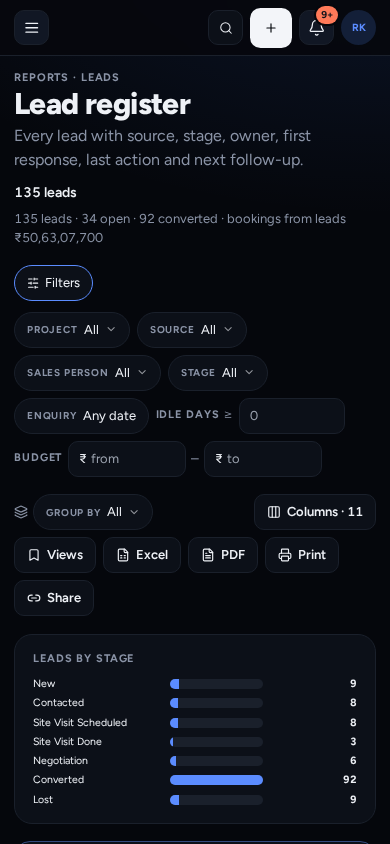 9+
RK
REPORTS · LEADS
Lead register
Every lead with source, stage, owner, first
response, last action and next follow-up.
135 leads
135 leads · 34 open · 92 converted · bookings from leads
₹50,63,07,700
Filters
PROJECT All
SOURCE All
SALES PERSON All
STAGE All
ENQUIRY Any date
IDLE DAYS ≥ 0
BUDGET ₹ from – ₹ to
GROUP BY All
Columns · 11
Views
Excel
PDF
Print
Share
LEADS BY STAGE
New 9
Contacted 8
Site Visit Scheduled 8
Site Visit Done 3
Negotiation 6
Converted 92
Lost 9